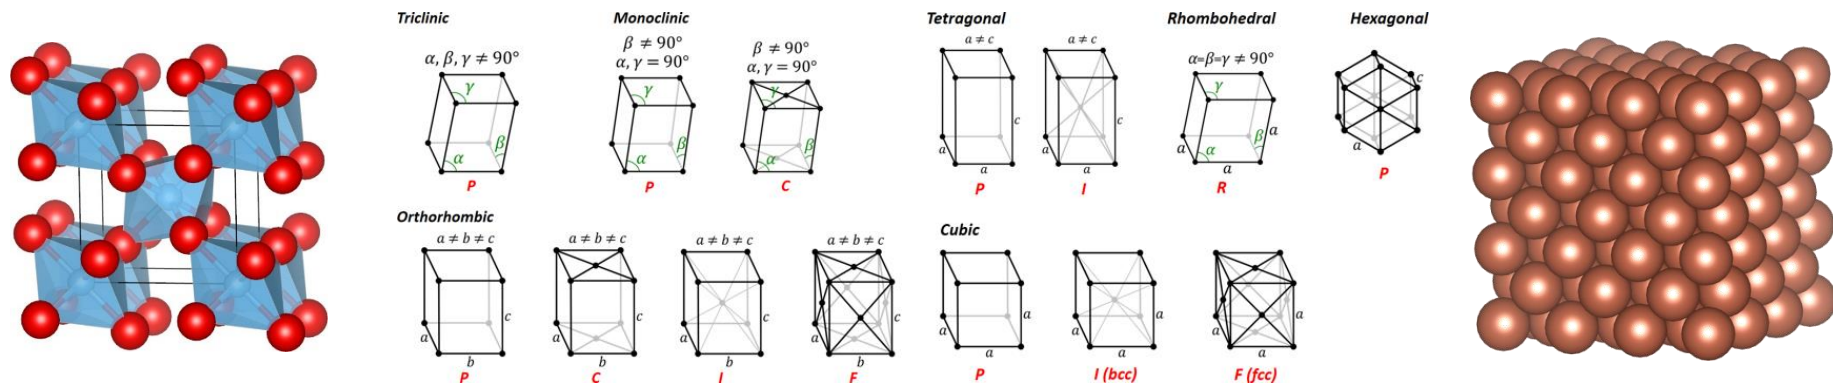 Triclinic
α, β, γ ≠ 90°
γ
β
α
P
Monoclinic
β ≠ 90°
α, γ = 90°
γ
β
α
P
β ≠ 90°
α, γ = 90°
γ
β
α
C
Tetragonal
a ≠ c
c
a
a
P
a ≠ c
c
a
a
I
Rhombohedral
α=β=γ ≠ 90°
γ
a
β
a
α
a
R
Hexagonal
c
a
P
Orthorhombic
a ≠ b ≠ c
c
a
b
P
a ≠ b ≠ c
c
a
b
C
a ≠ b ≠ c
c
a
b
I
a ≠ b ≠ c
c
a
b
F
Cubic
a
a
a
P
a
a
a
I (bcc)
a
a
a
F (fcc)